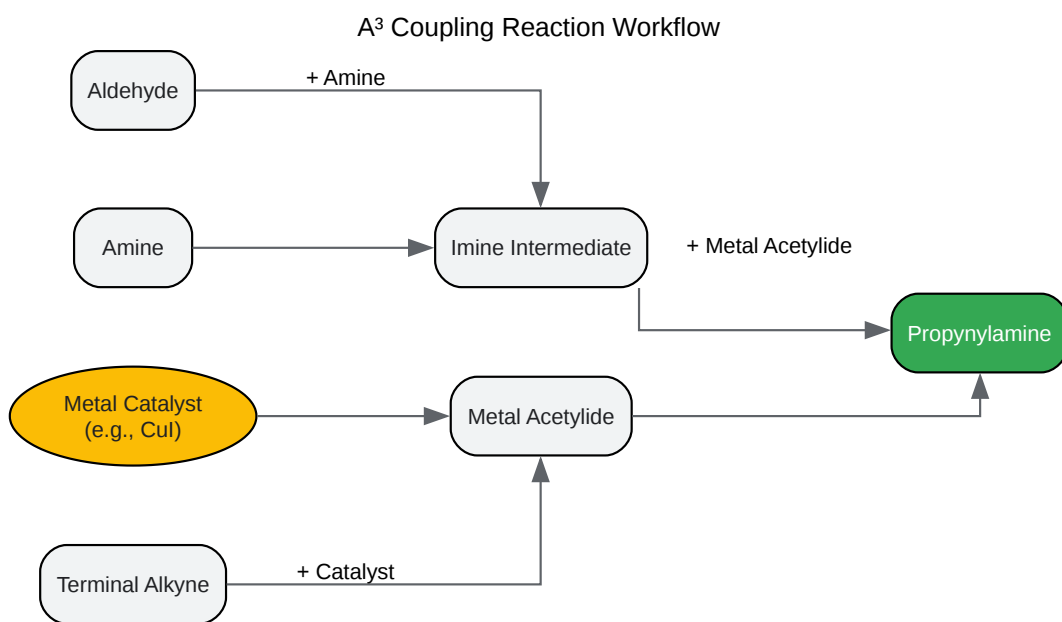 A³ Coupling Reaction Workflow
Aldehyde
+ Amine
Amine
Imine Intermediate
+ Metal Acetylide
Propynylamine
Metal Catalyst
(e.g., CuI)
Metal Acetylide
Terminal Alkyne
+ Catalyst